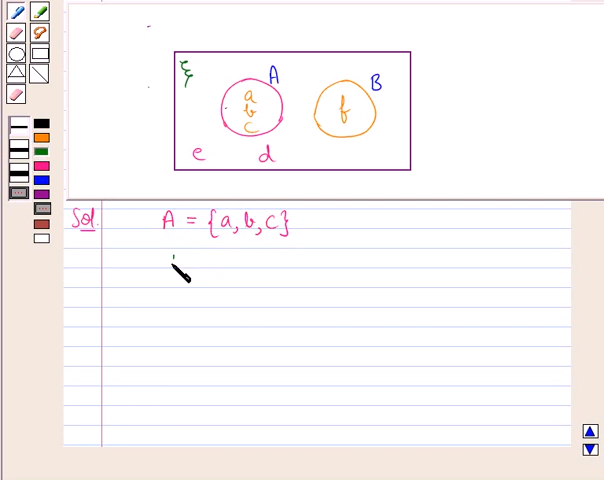 ξ A B
a
b f
c
e d
Sol. A = {a, b, c}